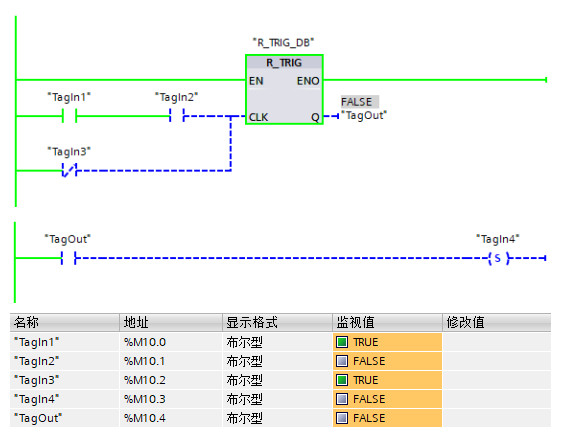 "R_TRIG_DB"
R_TRIG
EN ENO
"TagIn1" "TagIn2" FALSE
CLK Q "TagOut"
"TagIn3"
"TagOut" "TagIn4"
S
名称 地址 显示格式 监视值 修改值
"TagIn1" %M10.0 布尔型 TRUE
"TagIn2" %M10.1 布尔型 FALSE
"TagIn3" %M10.2 布尔型 TRUE
"TagIn4" %M10.3 布尔型 FALSE
"TagOut" %M10.4 布尔型 FALSE